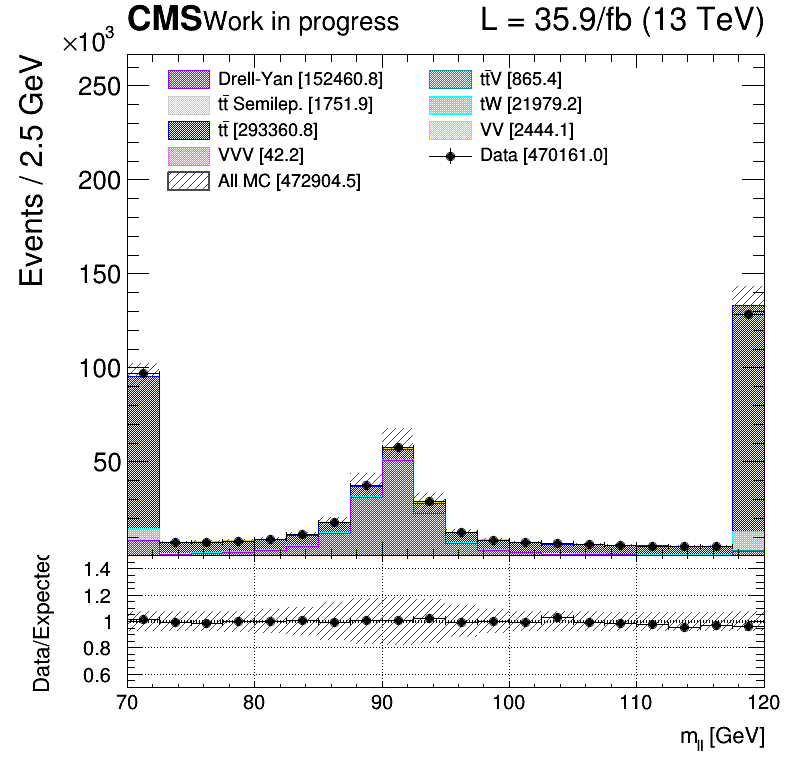 CMS Work in progress L = 35.9/fb (13 TeV)
×10³
Events / 2.5 GeV
Drell-Yan [152460.8]
tt̄ Semilep. [1751.9]
tt̄ [293360.8]
VVV [42.2]
All MC [472904.5]
tt̄V [865.4]
tW [21979.2]
VV [2444.1]
Data [470161.0]
250
200
150
100
50
Data/Expected
1.4
1.2
1
0.8
0.6
70 80 90 100 110 120
m_ll [GeV]